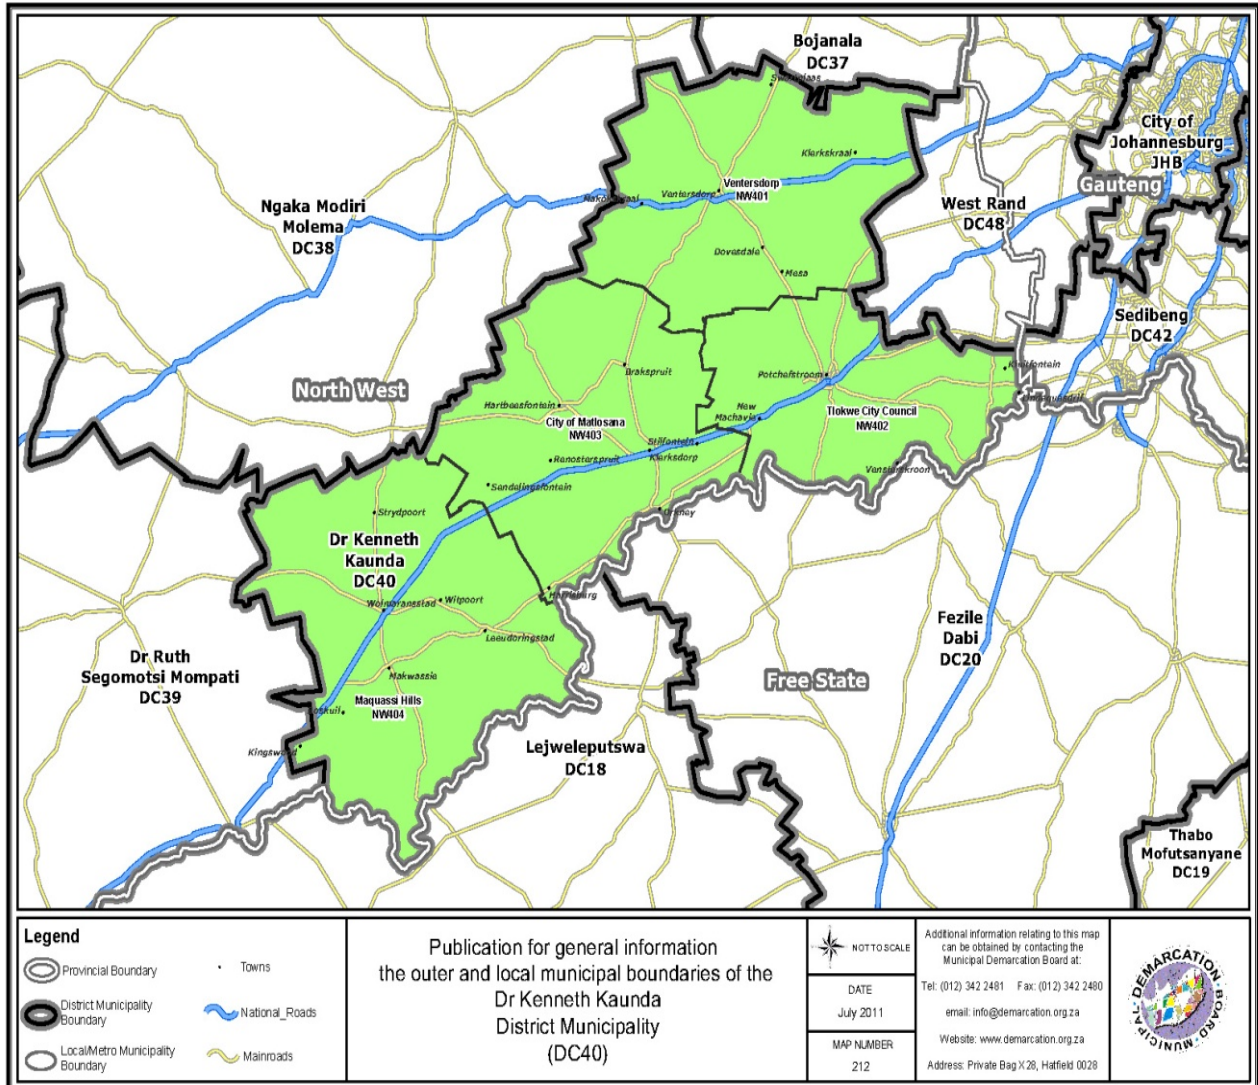 Bojanala
DC37
City of
Johannesburg
JHB
Gauteng
Klerkskraal
Ventersdorp
Ventersdorp
NW401
West Rand
DC48
Ngaka Modiri
Molema
DC38
Dovesdale
Mesa
Sedibeng
DC42
North West
Brakspruit
Potchefstroom
Hartbeesfontein
City of Matlosana
NW403
New
Machavie
Tlokwe City Council
NW402
Stilfontein
Klerksdorp
Renosterspruit
Vensterskroon
Sendelingsfontein
Strydpoort
Orkney
Dr Kenneth
Kaunda
DC40
Witpoort
Wolmaransstad
Leeudoringstad
Fezile
Dabi
DC20
Dr Ruth
Segomotsi Mompati
DC39
Makwassie
Free State
Maquassi Hills
NW404
Kingswood
Lejweleputswa
DC18
Thabo
Mofutsanyane
DC19
Legend
Provincial Boundary
Towns
District Municipality
Boundary
National_Roads
Local/Metro Municipality
Boundary
Mainroads
Publication for general information
the outer and local municipal boundaries of the
Dr Kenneth Kaunda
District Municipality
(DC40)
NOT TO SCALE
DATE
July 2011
MAP NUMBER
212
Additional information relating to this map
can be obtained by contacting the
Municipal Demarcation Board at:
Tel: (012) 342 2481 Fax: (012) 342 2480
email: info@demarcation.org.za
Website: www.demarcation.org.za
Address: Private Bag X 28, Hatfield 0028
MUNICIPAL DEMARCATION BOARD